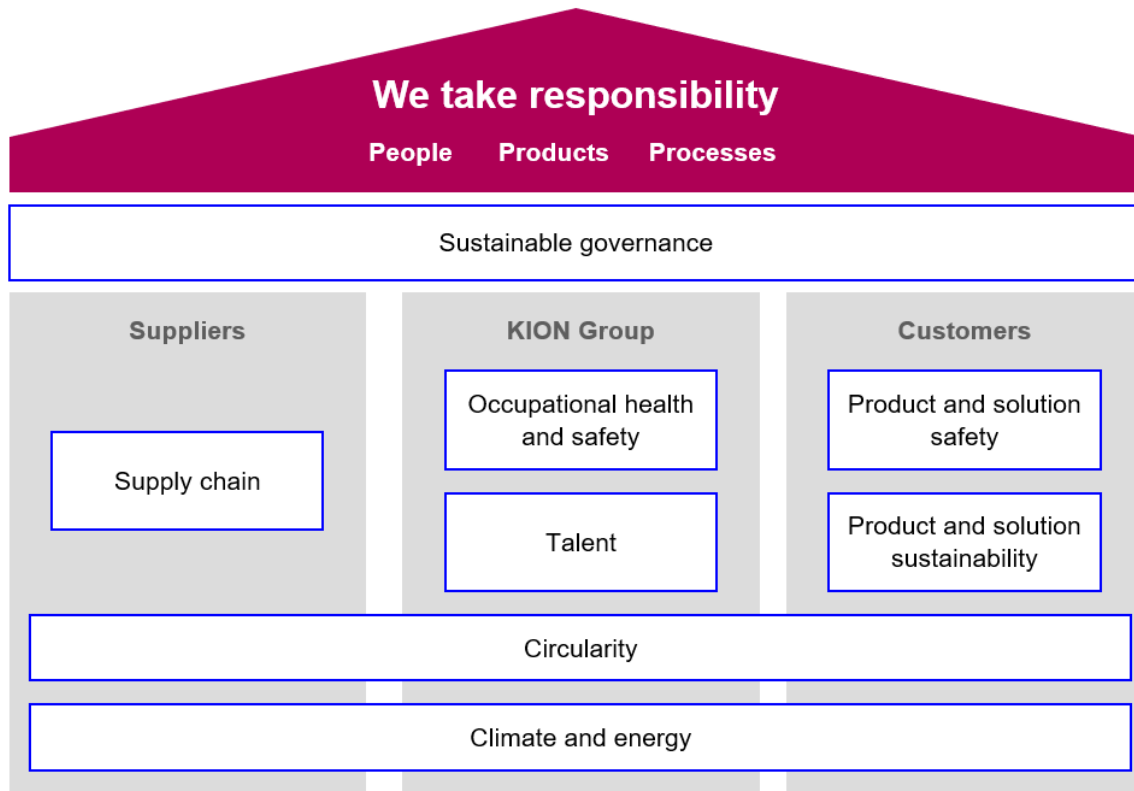 We take responsibility
People Products Processes
Sustainable governance
Suppliers
Supply chain
KION Group
Occupational health
and safety
Talent
Customers
Product and solution
safety
Product and solution
sustainability
Circularity
Climate and energy